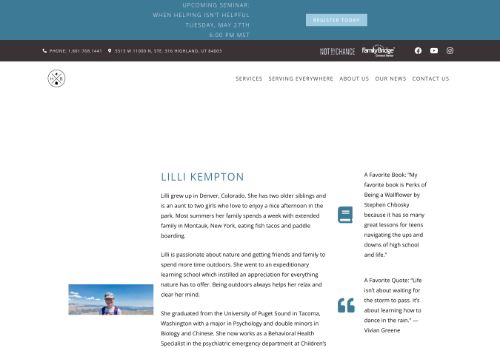 UPCOMING SEMINAR:
WHEN HELPING ISN'T HELPFUL
TUESDAY, MAY 27TH
6:00 PM MST
REGISTER TODAY
PHONE: 1.801.768.1441
5513 W 11000 N, STE. 316 HIGHLAND, UT 84003
NOT BY CHANCE
FamilyBridge
SERVICES
SERVING EVERYWHERE
ABOUT US
OUR NEWS
CONTACT US
LILLI KEMPTON
Lilli grew up in Denver, Colorado. She has two older siblings and
is an aunt to two girls who love to enjoy a nice afternoon in the
park. Most summers her family spends a week with extended
family in Montauk, New York, eating fish tacos and paddle
boarding.
Lilli is passionate about nature and getting friends and family to
spend more time outdoors. She went to an expeditionary
learning school which instilled an appreciation for everything
nature has to offer. Being outdoors always helps her relax and
clear her mind.
She graduated from the University of Puget Sound in Tacoma,
Washington with a major in Psychology and double minors in
Biology and Chinese. She now works as a Behavioral Health
Specialist in the psychiatric emergency department at Children's
A Favorite Book: "My
favorite book is Perks of
Being a Wallflower by
Stephen Chbosky
because it has so many
great lessons for teens
navigating the ups and
downs of high school
and life."
A Favorite Quote: "Life
isn't about waiting for
the storm to pass. It's
about learning how to
dance in the rain." —
Vivian Greene